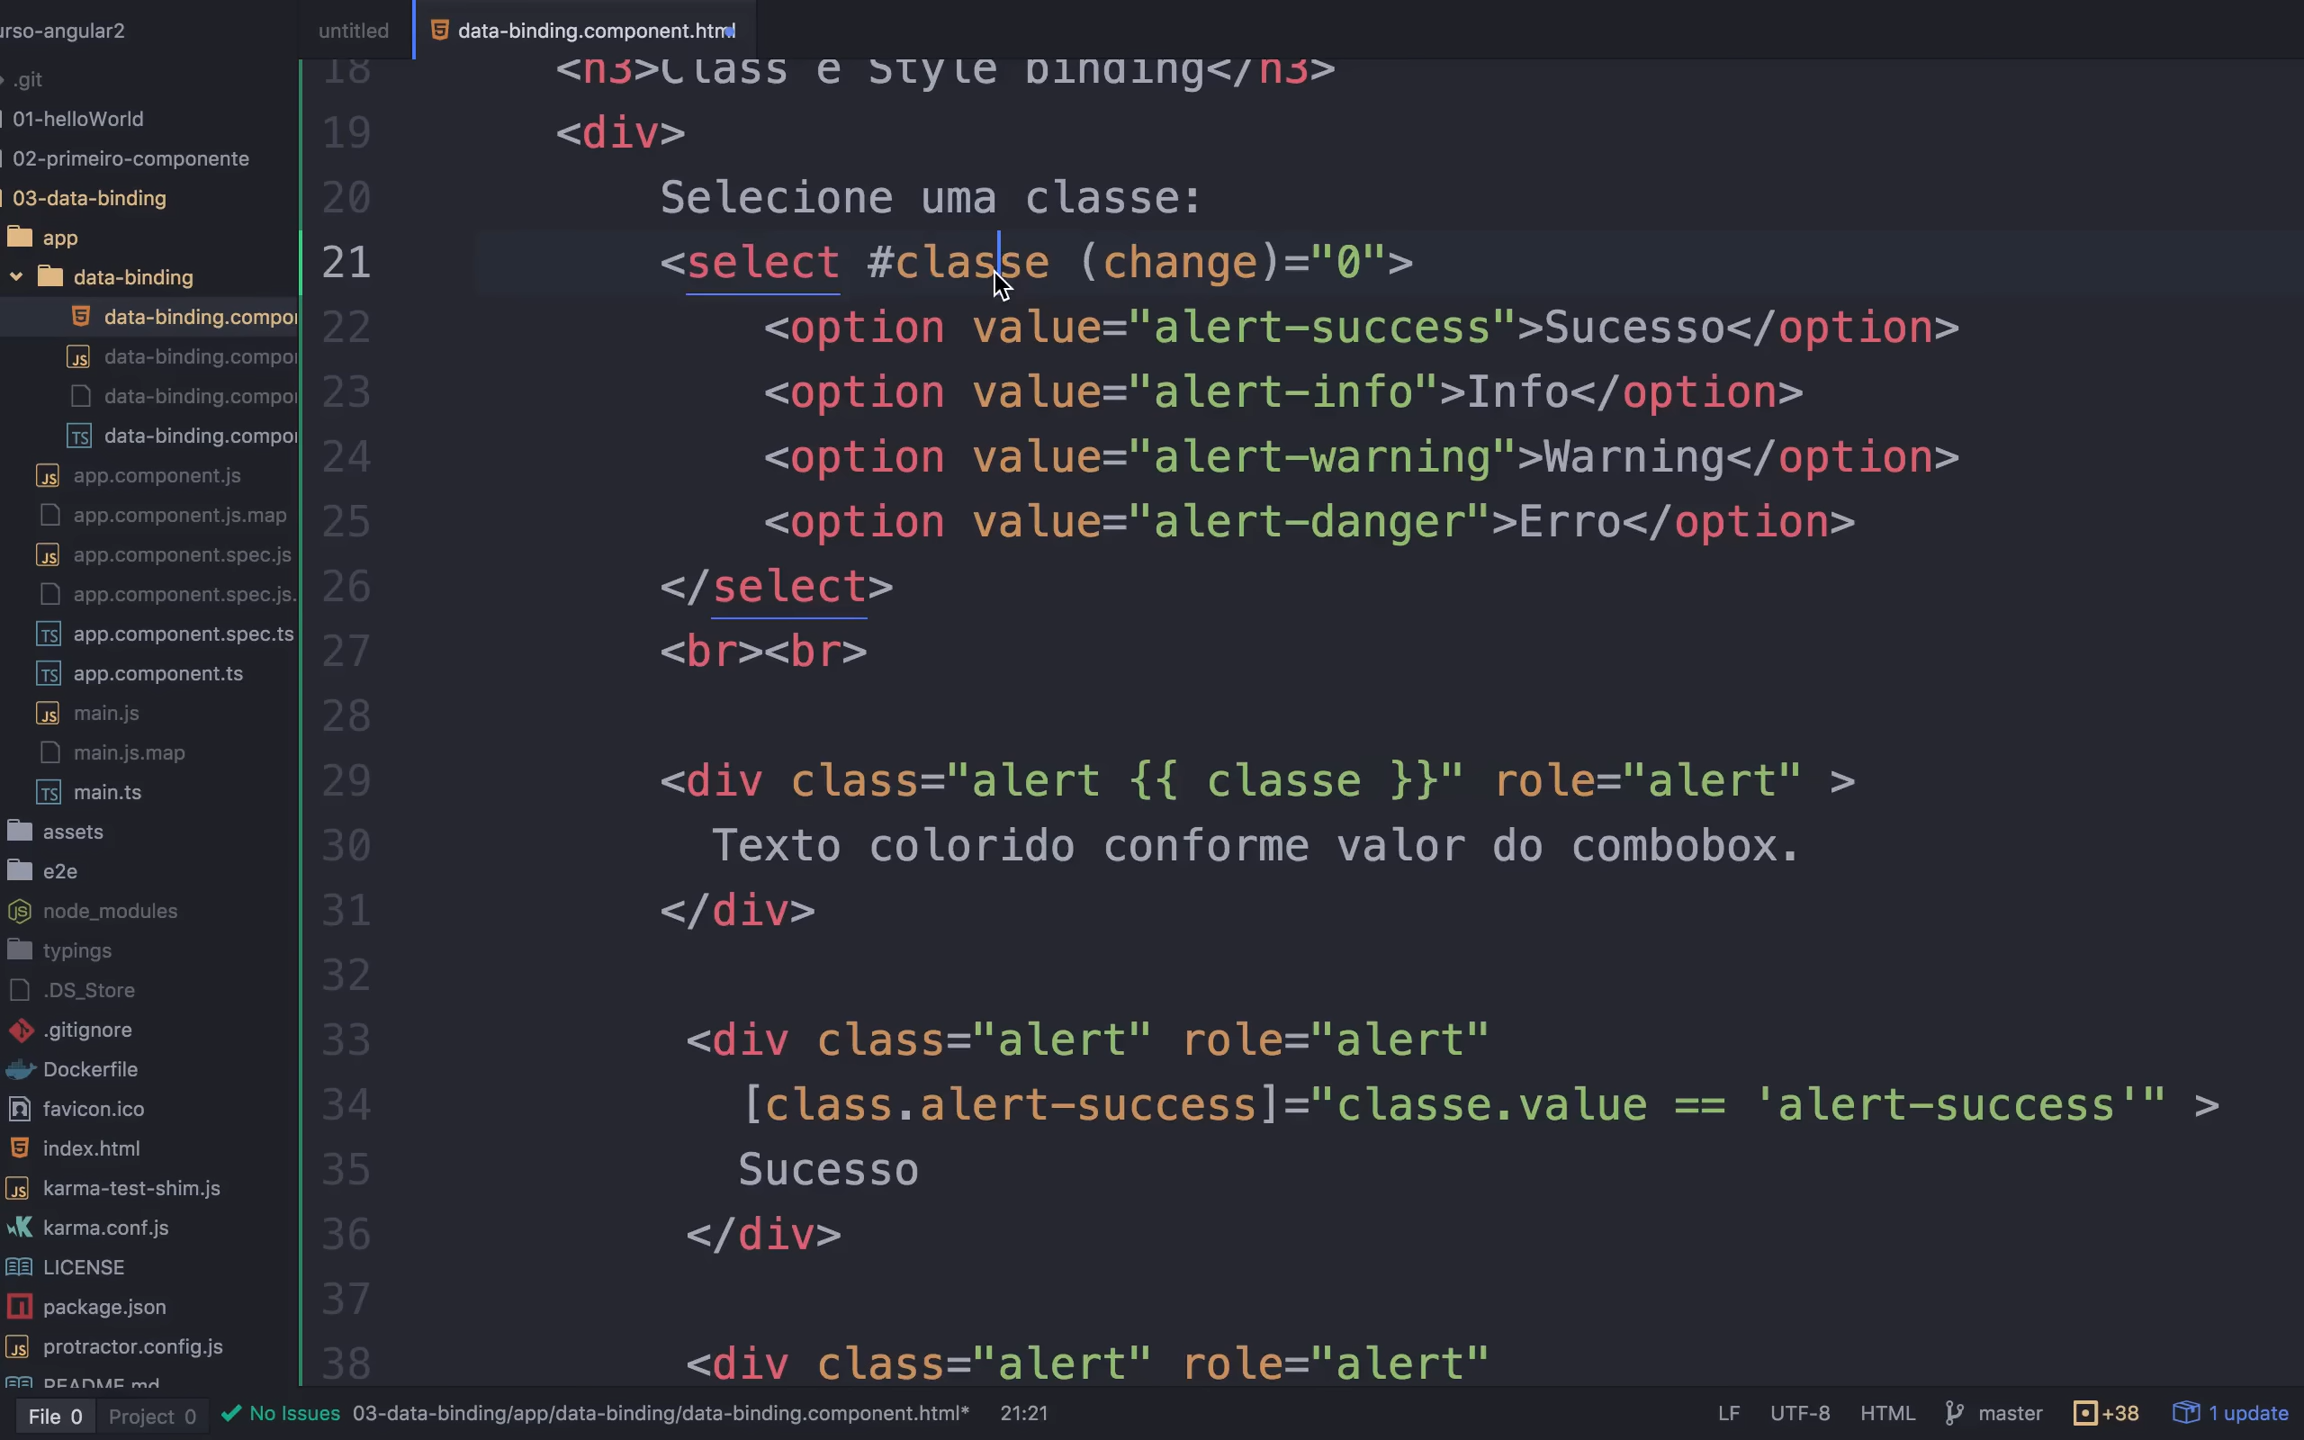 urso-angular2
.git
01-helloWorld
02-primeiro-componente
03-data-binding
app
data-binding
data-binding.compo
data-binding.compo
data-binding.compo
data-binding.compo
app.component.js
app.component.js.map
app.component.spec.js
app.component.spec.js.
app.component.spec.ts
app.component.ts
main.js
main.js.map
main.ts
assets
e2e
node_modules
typings
.DS_Store
.gitignore
Dockerfile
favicon.ico
index.html
karma-test-shim.js
karma.conf.js
LICENSE
package.json
protractor.config.js
README.md
untitled
data-binding.component.html
18 <h3>Class e Style binding</h3>
19 <div>
20 Selecione uma classe:
21 <select #classe (change)="0">
22 <option value="alert-success">Sucesso</option>
23 <option value="alert-info">Info</option>
24 <option value="alert-warning">Warning</option>
25 <option value="alert-danger">Erro</option>
26 </select>
27 <br><br>
28
29 <div class="alert {{ classe }}" role="alert" >
30 Texto colorido conforme valor do combobox.
31 </div>
32
33 <div class="alert" role="alert"
34 [class.alert-success]="classe.value == 'alert-success'" >
35 Sucesso
36 </div>
37
38 <div class="alert" role="alert"
File 0 Project 0 No Issues 03-data-binding/app/data-binding/data-binding.component.html* 21:21 LF UTF-8 HTML master +38 1 update